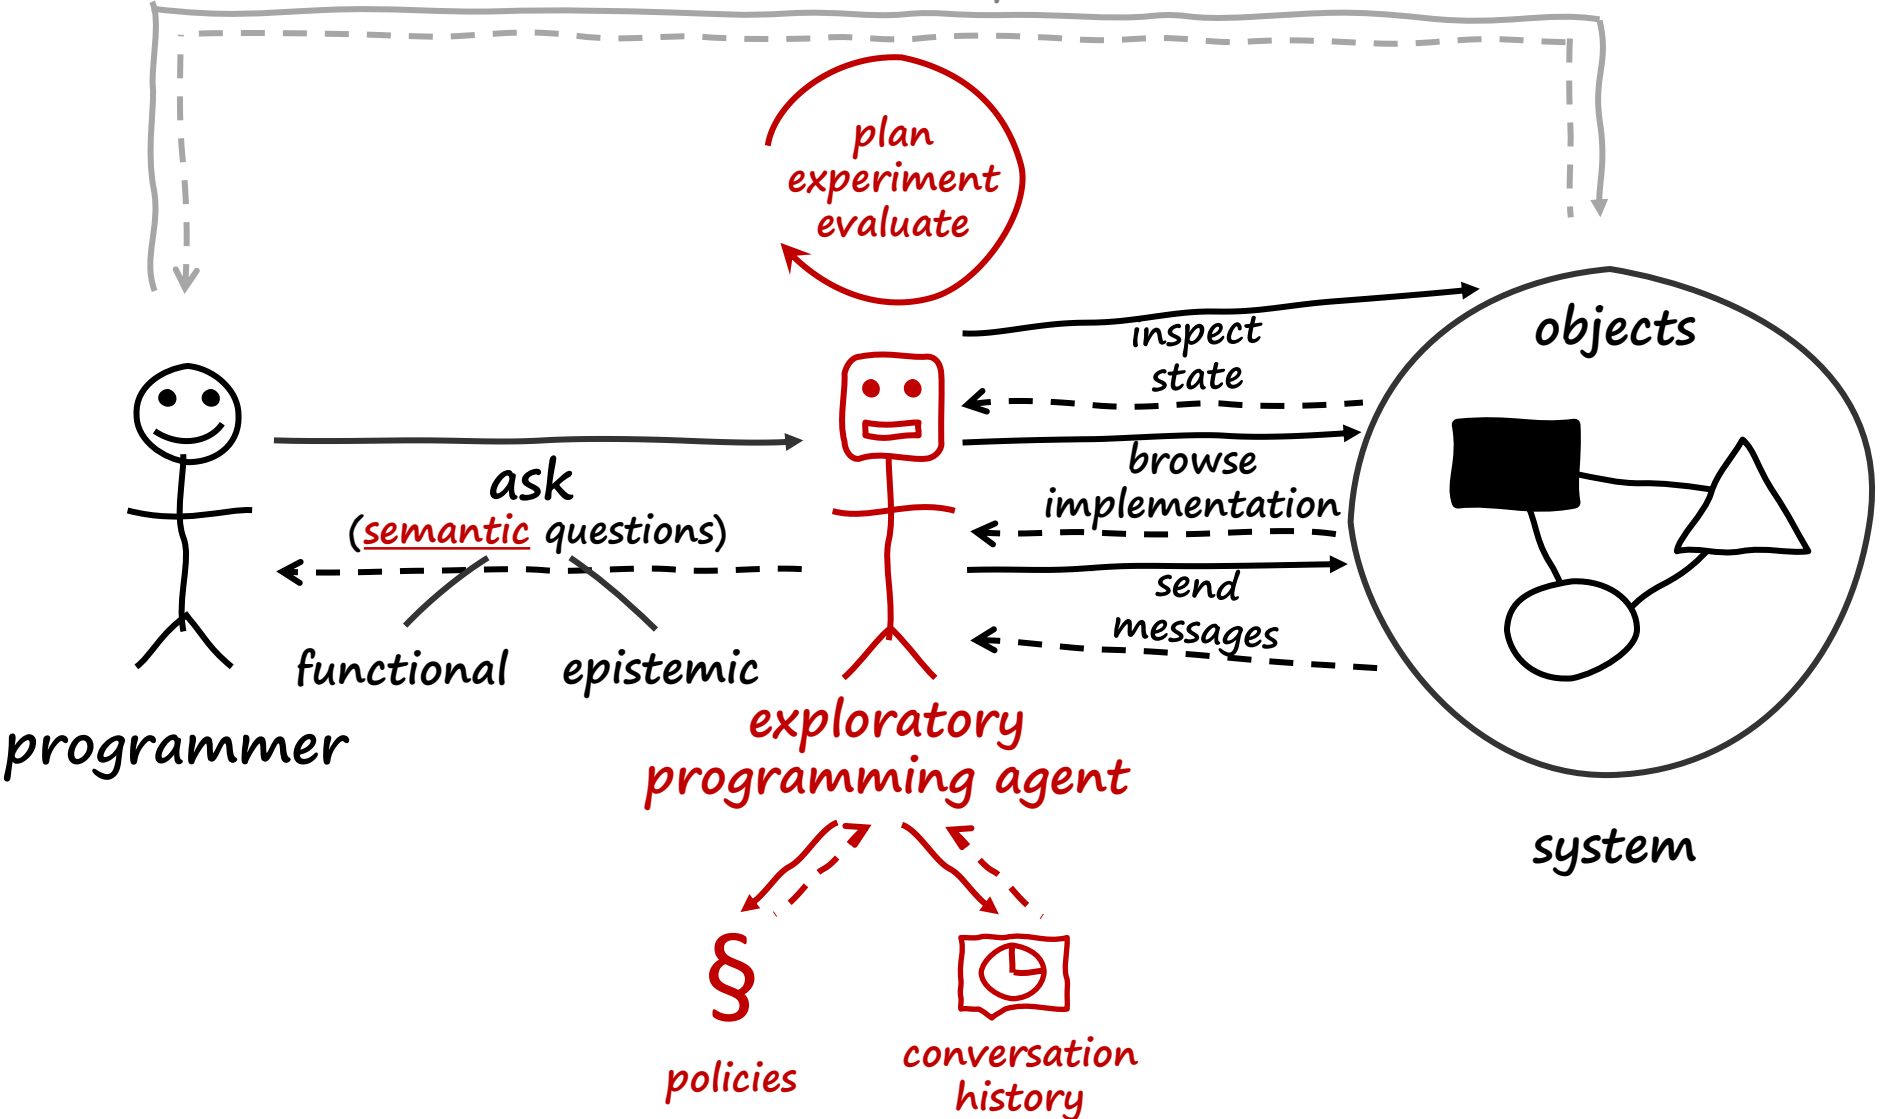 plan
experiment
evaluate
objects
inspect
state
ask
(semantic questions)
browse
implementation
send
messages
functional
epistemic
programmer
exploratory
programming agent
system
§
policies
conversation
history